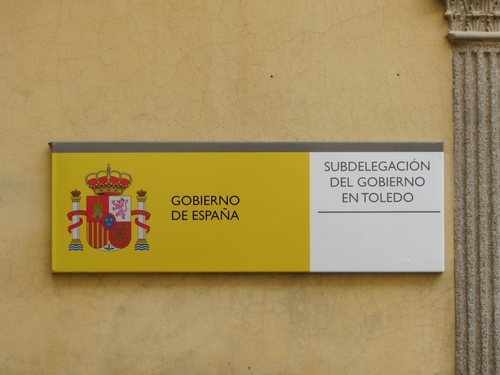 GOBIERNO
DE ESPAÑA
SUBDELEGACIÓN
DEL GOBIERNO
EN TOLEDO